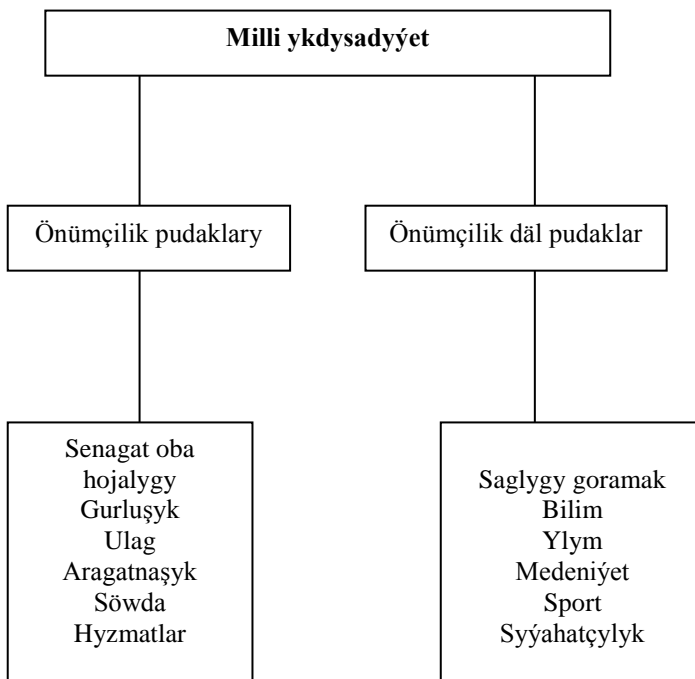 Milli ykdysadyýet
Önümçilik pudaklary
Önümçilik däl pudaklar
Senagat oba
hojalygy
Gurluşyk
Ulag
Aragatnaşyk
Söwda
Hyzmatlar
Saglygy goramak
Bilim
Ylym
Medeniýet
Sport
Syýahatçylyk